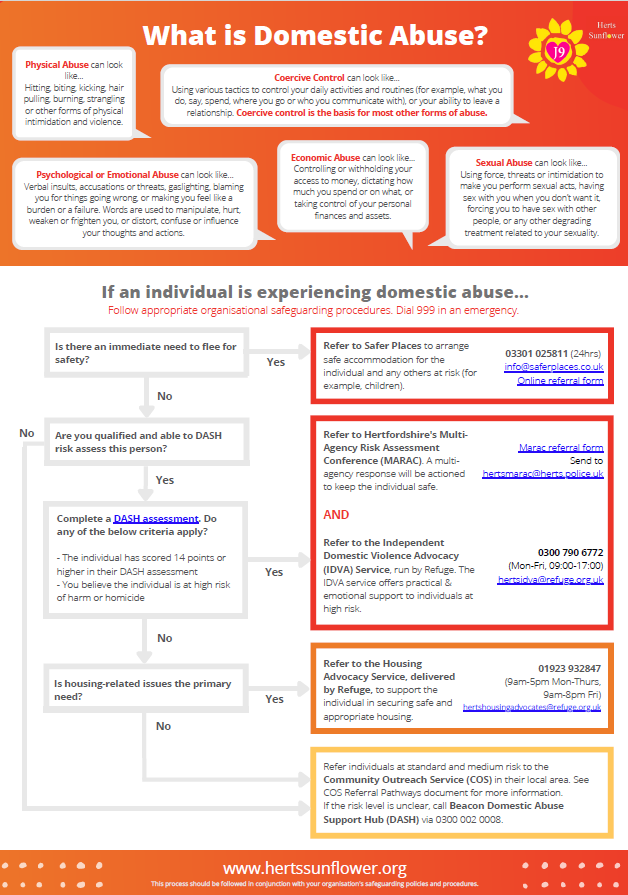 What is Domestic Abuse?
J9
Herts
Sunflower
Physical Abuse can look
like...
Hitting, biting, kicking, hair
pulling, burning, strangling
or other forms of physical
intimidation and violence.
Coercive Control can look like...
Using various tactics to control your daily activities and routines (for example, what you
do, say, spend, where you go or who you communicate with), or your ability to leave a
relationship. Coercive control is the basis for most other forms of abuse.
Psychological or Emotional Abuse can look like...
Verbal insults, accusations or threats, gaslighting, blaming
you for things going wrong, or making you feel like a
burden or a failure. Words are used to manipulate, hurt,
weaken or frighten you, or distort, confuse or influence
your thoughts and actions.
Economic Abuse can look like...
Controlling or withholding your
access to money, dictating how
much you spend or on what, or
taking control of your personal
finances and assets.
Sexual Abuse can look like...
Using force, threats or intimidation to
make you perform sexual acts, having
sex with you when you don't want it,
forcing you to have sex with other
people, or any other degrading
treatment related to your sexuality.
If an individual is experiencing domestic abuse...
Follow appropriate organisational safeguarding procedures. Dial 999 in an emergency.
Is there an immediate need to flee for
safety?
Yes
No
Refer to Safer Places to arrange
safe accommodation for the
individual and any others at risk (for
example, children).
03301 025811 (24hrs)
info@saferplaces.co.uk
Online referral form
No
Are you qualified and able to DASH
risk assess this person?
Yes
Complete a DASH assessment. Do
any of the below criteria apply?
- The individual has scored 14 points or
higher in their DASH assessment
- You believe the individual is at high risk
of harm or homicide
Yes
No
Refer to Hertfordshire's Multi-
Agency Risk Assessment
Conference (MARAC). A multi-
agency response will be actioned
to keep the individual safe.
Marac referral form
Send to
hertsmarac@herts.police.uk
AND
Refer to the Independent
Domestic Violence Advocacy
(IDVA) Service, run by Refuge. The
IDVA service offers practical &
emotional support to individuals at
high risk.
0300 790 6772
(Mon-Fri, 09:00-17:00)
hertsidva@refuge.org.uk
Is housing-related issues the primary
need?
Yes
No
Refer to the Housing
Advocacy Service, delivered
by Refuge, to support the
individual in securing safe and
appropriate housing.
01923 932847
(9am-5pm Mon-Thurs,
9am-8pm Fri)
hertshousingadvocates@refuge.org.uk
Refer individuals at standard and medium risk to the
Community Outreach Service (COS) in their local area. See
COS Referral Pathways document for more information.
If the risk level is unclear, call Beacon Domestic Abuse
Support Hub (DASH) via 0300 002 0008.
www.hertssunflower.org
This process should be followed in conjunction with your organisation's safeguarding policies and procedures.